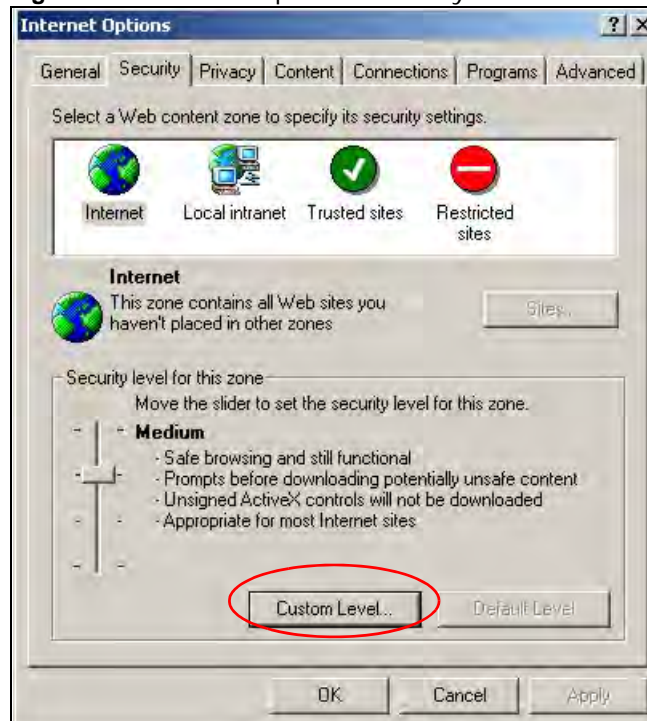 Internet Options
General Security Privacy Content Connections Programs Advanced
Select a Web content zone to specify its security settings.
Internet Local intranet Trusted sites Restricted sites
Internet
This zone contains all Web sites you
haven't placed in other zones
Sites...
Security level for this zone
Move the slider to set the security level for this zone.
Medium
- Safe browsing and still functional
- Prompts before downloading potentially unsafe content
- Unsigned ActiveX controls will not be downloaded
- Appropriate for most Internet sites
Custom Level... Default Level
OK Cancel Apply